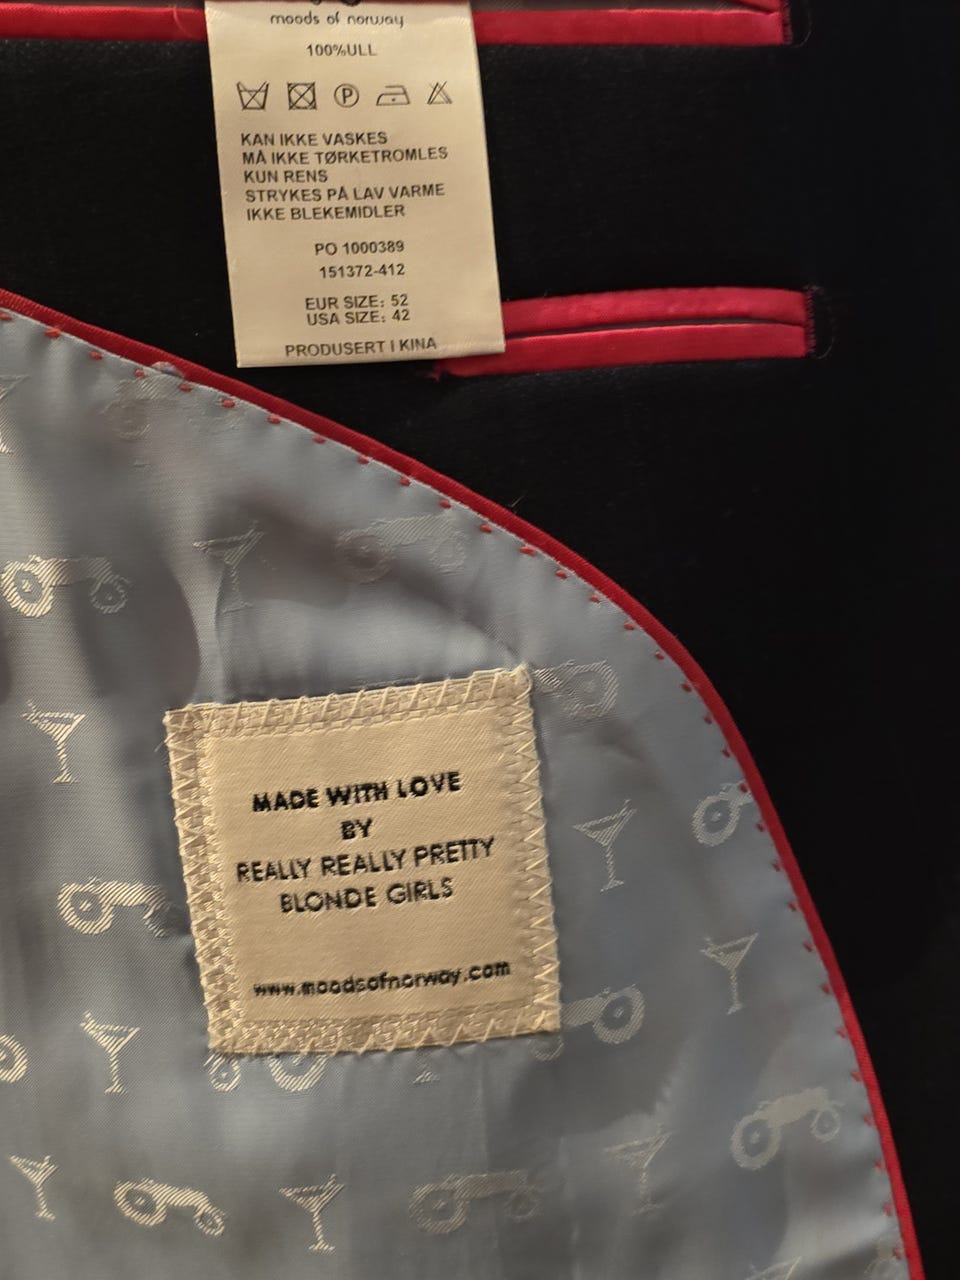 moods of norway
100%ULL
P
KAN IKKE VASKES
MÅ IKKE TØRKETROMLES
KUN RENS
STRYKES PÅ LAV VARME
IKKE BLEKEMIDLER
PO 1000389
151372-412
EUR SIZE: 52
USA SIZE: 42
PRODUSERT I KINA
MADE WITH LOVE
BY
REALLY REALLY PRETTY
BLONDE GIRLS
www.moodsofnorway.com